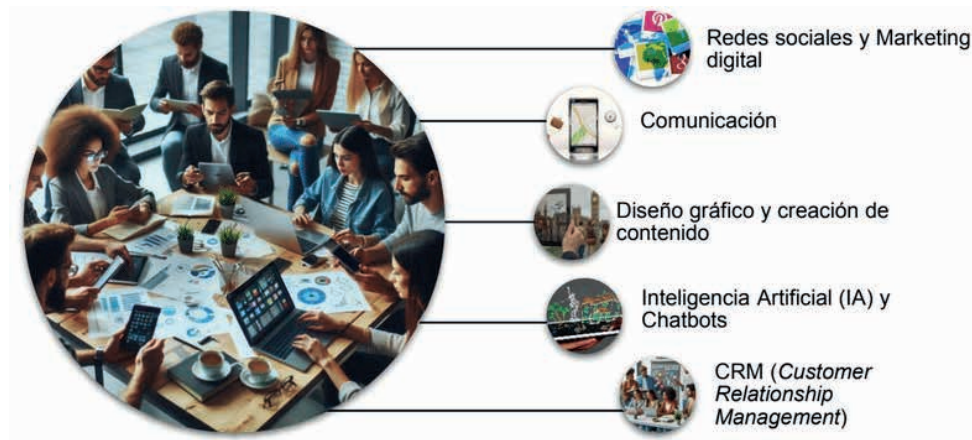 Redes sociales y Marketing
digital
Comunicación
Diseño gráfico y creación de
contenido
Inteligencia Artificial (IA) y
Chatbots
CRM (Customer
Relationship
Management)